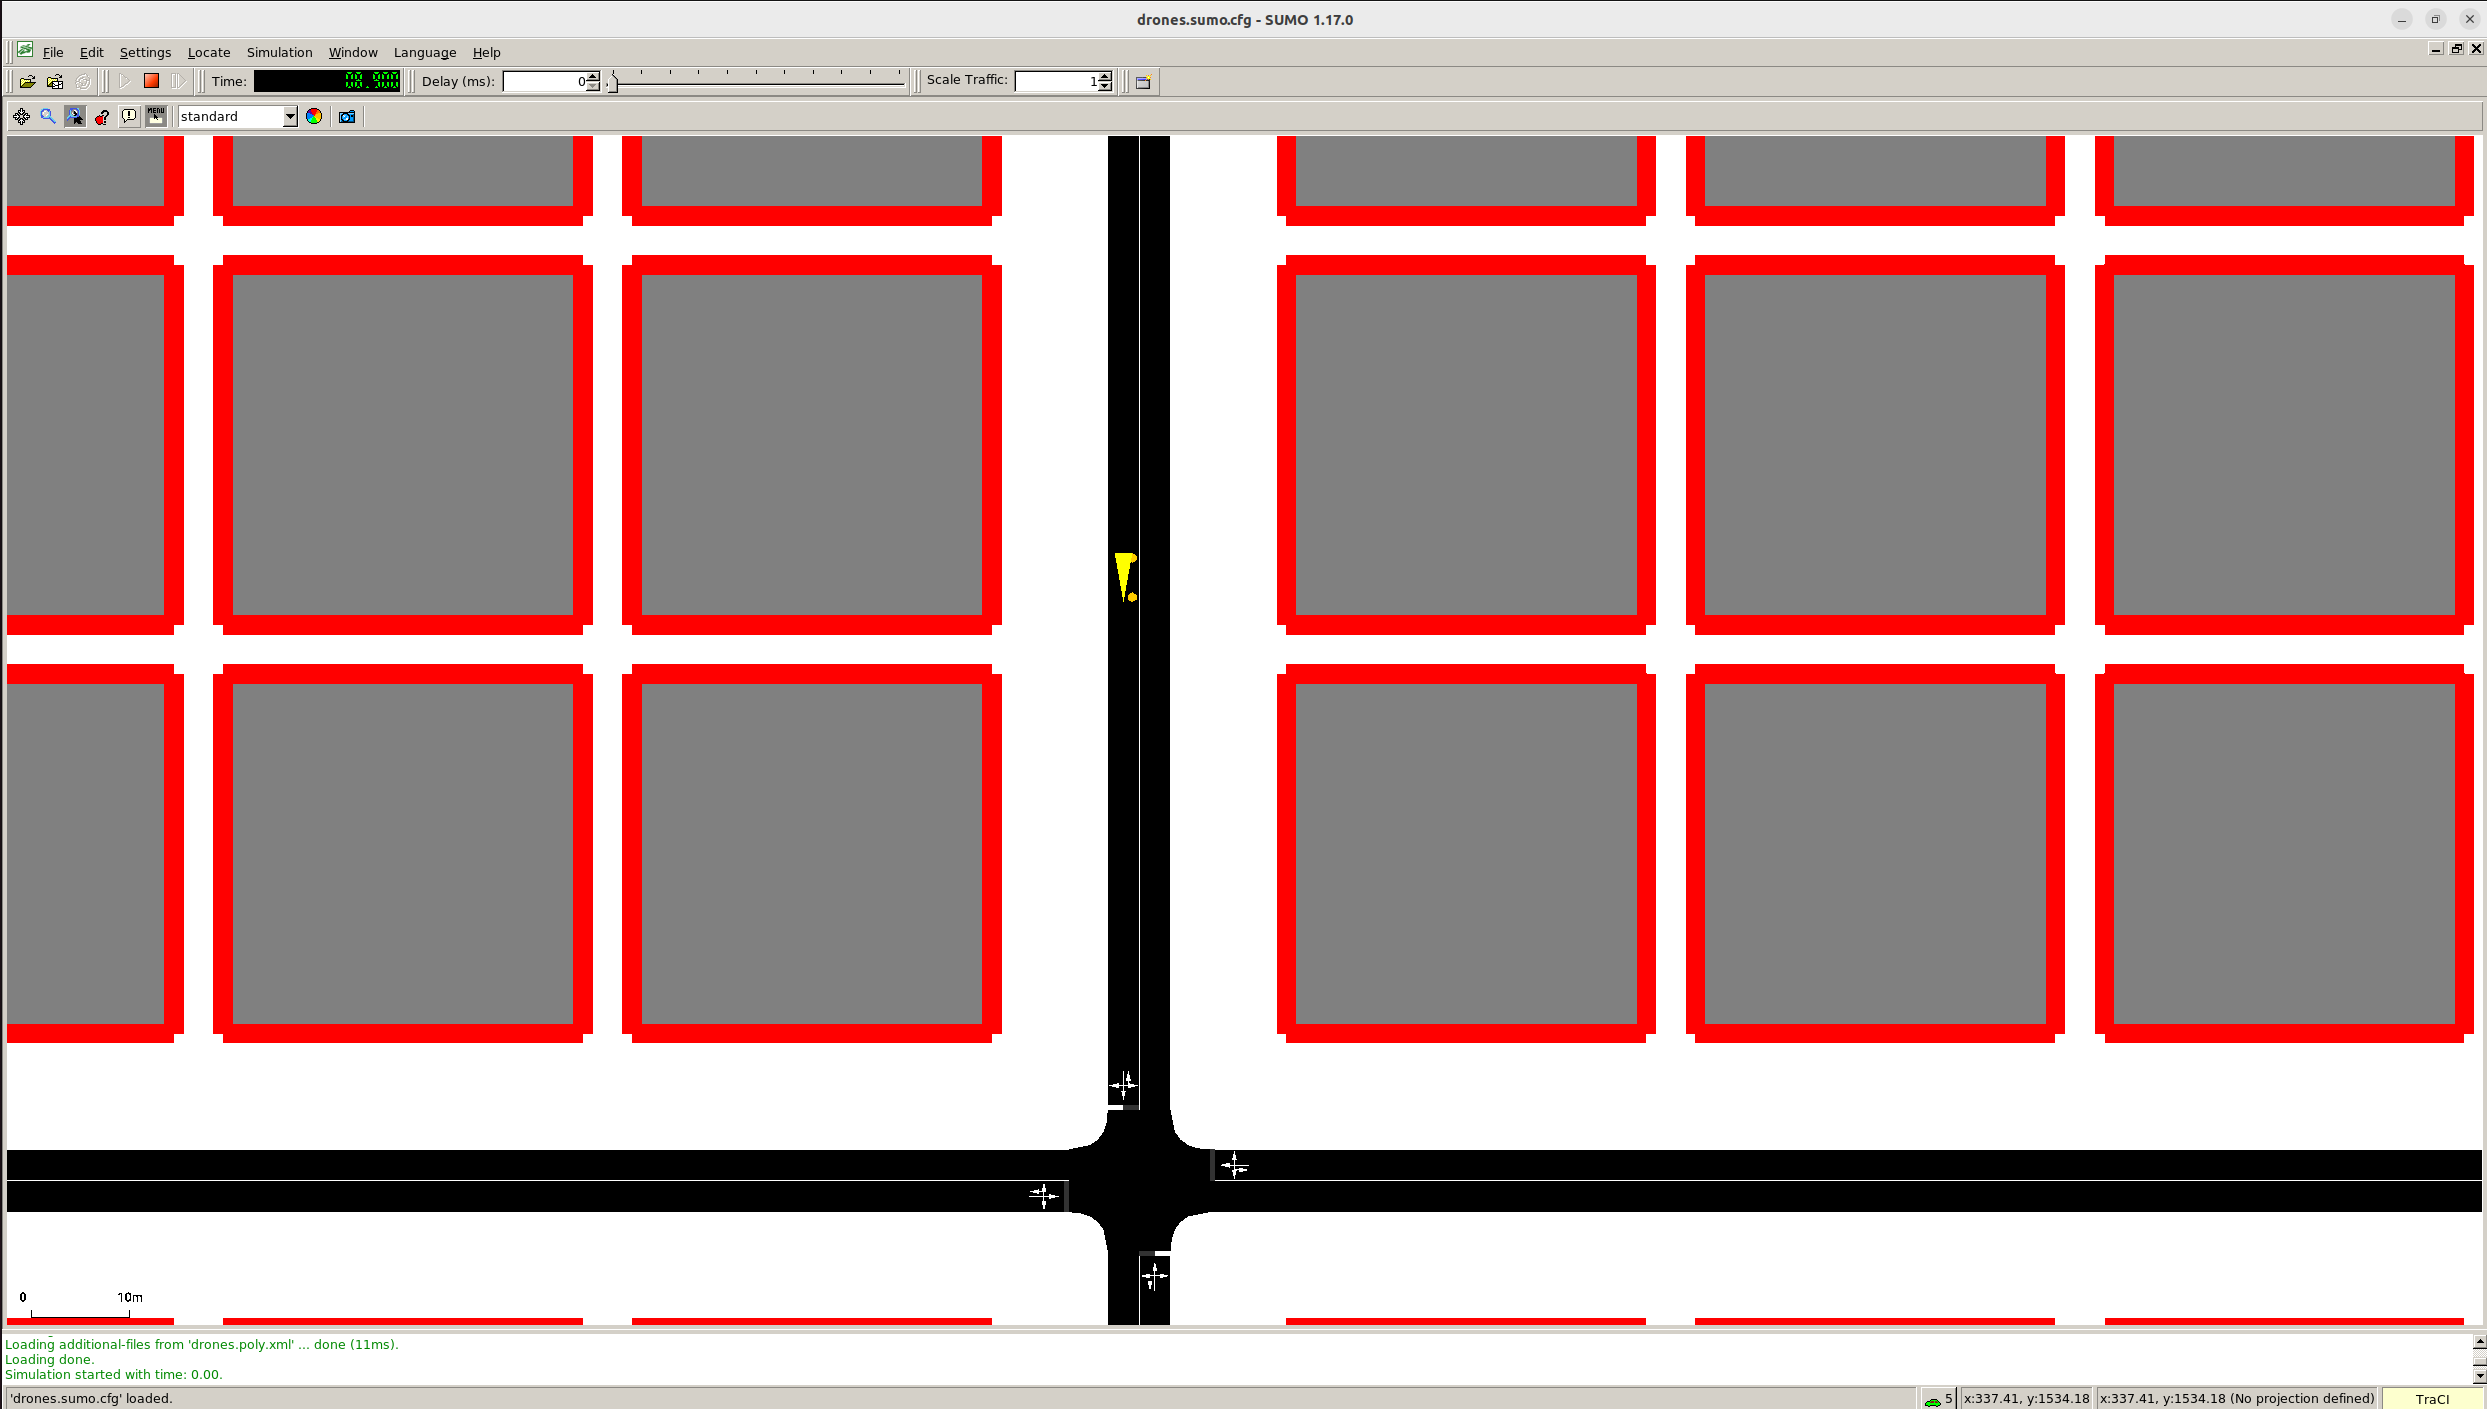 drones.sumo.cfg - SUMO 1.17.0
File Edit Settings Locate Simulation Window Language Help
Time: 08.900 Delay (ms): 0 Scale Traffic: 1
MENU standard
0 10m
Loading additional-files from 'drones.poly.xml' ... done (11ms).
Loading done.
Simulation started with time: 0.00.
'drones.sumo.cfg' loaded. 5 x:337.41, y:1534.18 x:337.41, y:1534.18 (No projection defined) TraCI